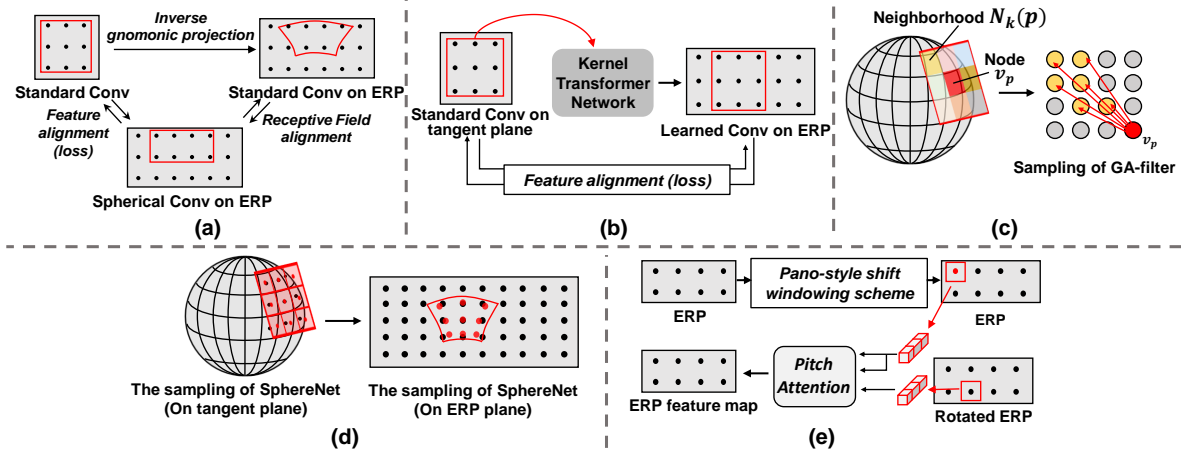 Inverse
gnomonic projection
Standard Conv
Standard Conv on ERP
Feature
alignment
(loss)
Receptive Field
alignment
Spherical Conv on ERP
(a)
Kernel
Transformer
Network
Standard Conv on
tangent plane
Learned Conv on ERP
Feature alignment (loss)
(b)
Neighborhood N_k(p)
Node
v_p
v_p
Sampling of GA-filter
(c)
The sampling of SphereNet
(On tangent plane)
The sampling of SphereNet
(On ERP plane)
(d)
Pano-style shift
windowing scheme
ERP
ERP
Pitch
Attention
ERP feature map
Rotated ERP
(e)